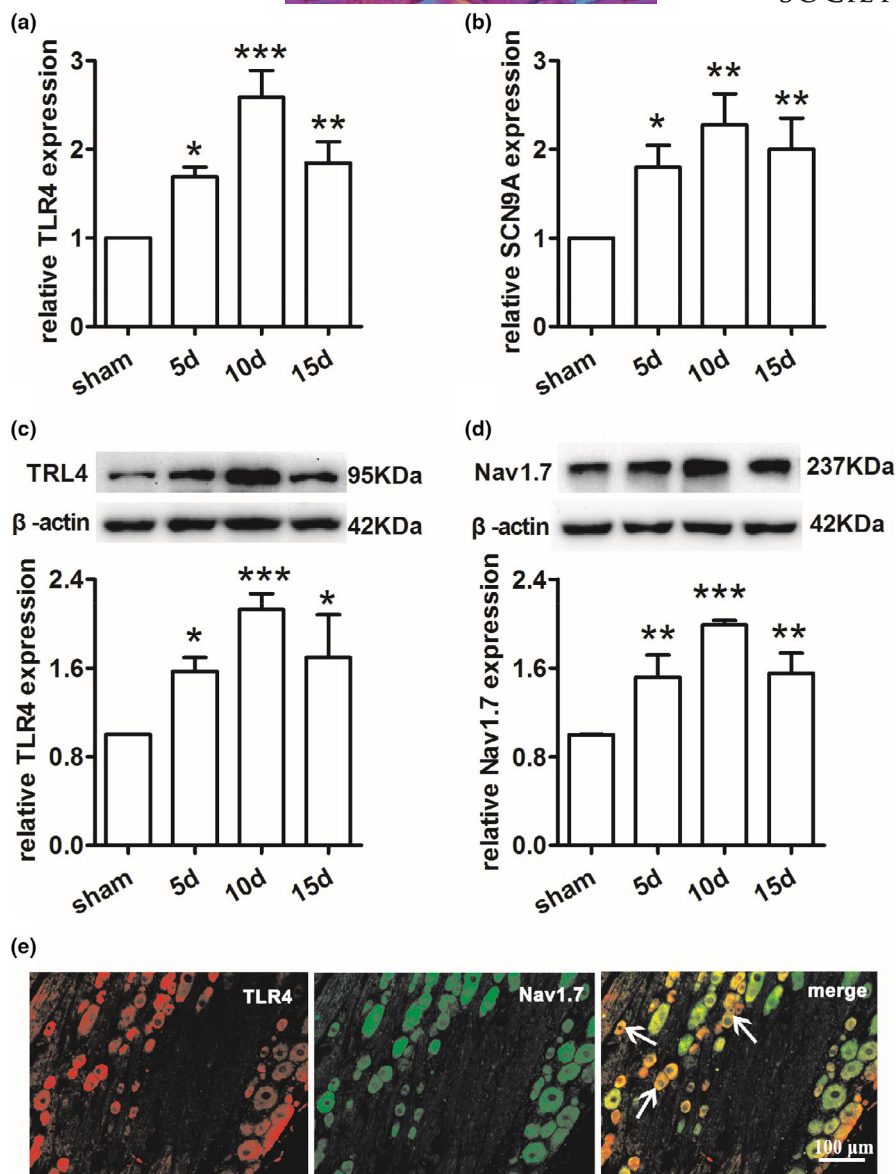 (a)
(b)
relative TLR4 expression
3
2
1
0
*
***
**
sham 5d 10d 15d
relative SCN9A expression
3
2
1
0
*
**
**
sham 5d 10d 15d
(c)
TRL4 95KDa
β -actin 42KDa
relative TLR4 expression
2.4
1.6
0.8
0.0
*
***
*
sham 5d 10d 15d
(d)
Nav1.7 237KDa
β -actin 42KDa
relative Nav1.7 expression
2.4
1.6
0.8
0.0
**
***
**
sham 5d 10d 15d
(e)
TLR4
Nav1.7
merge
100 μm